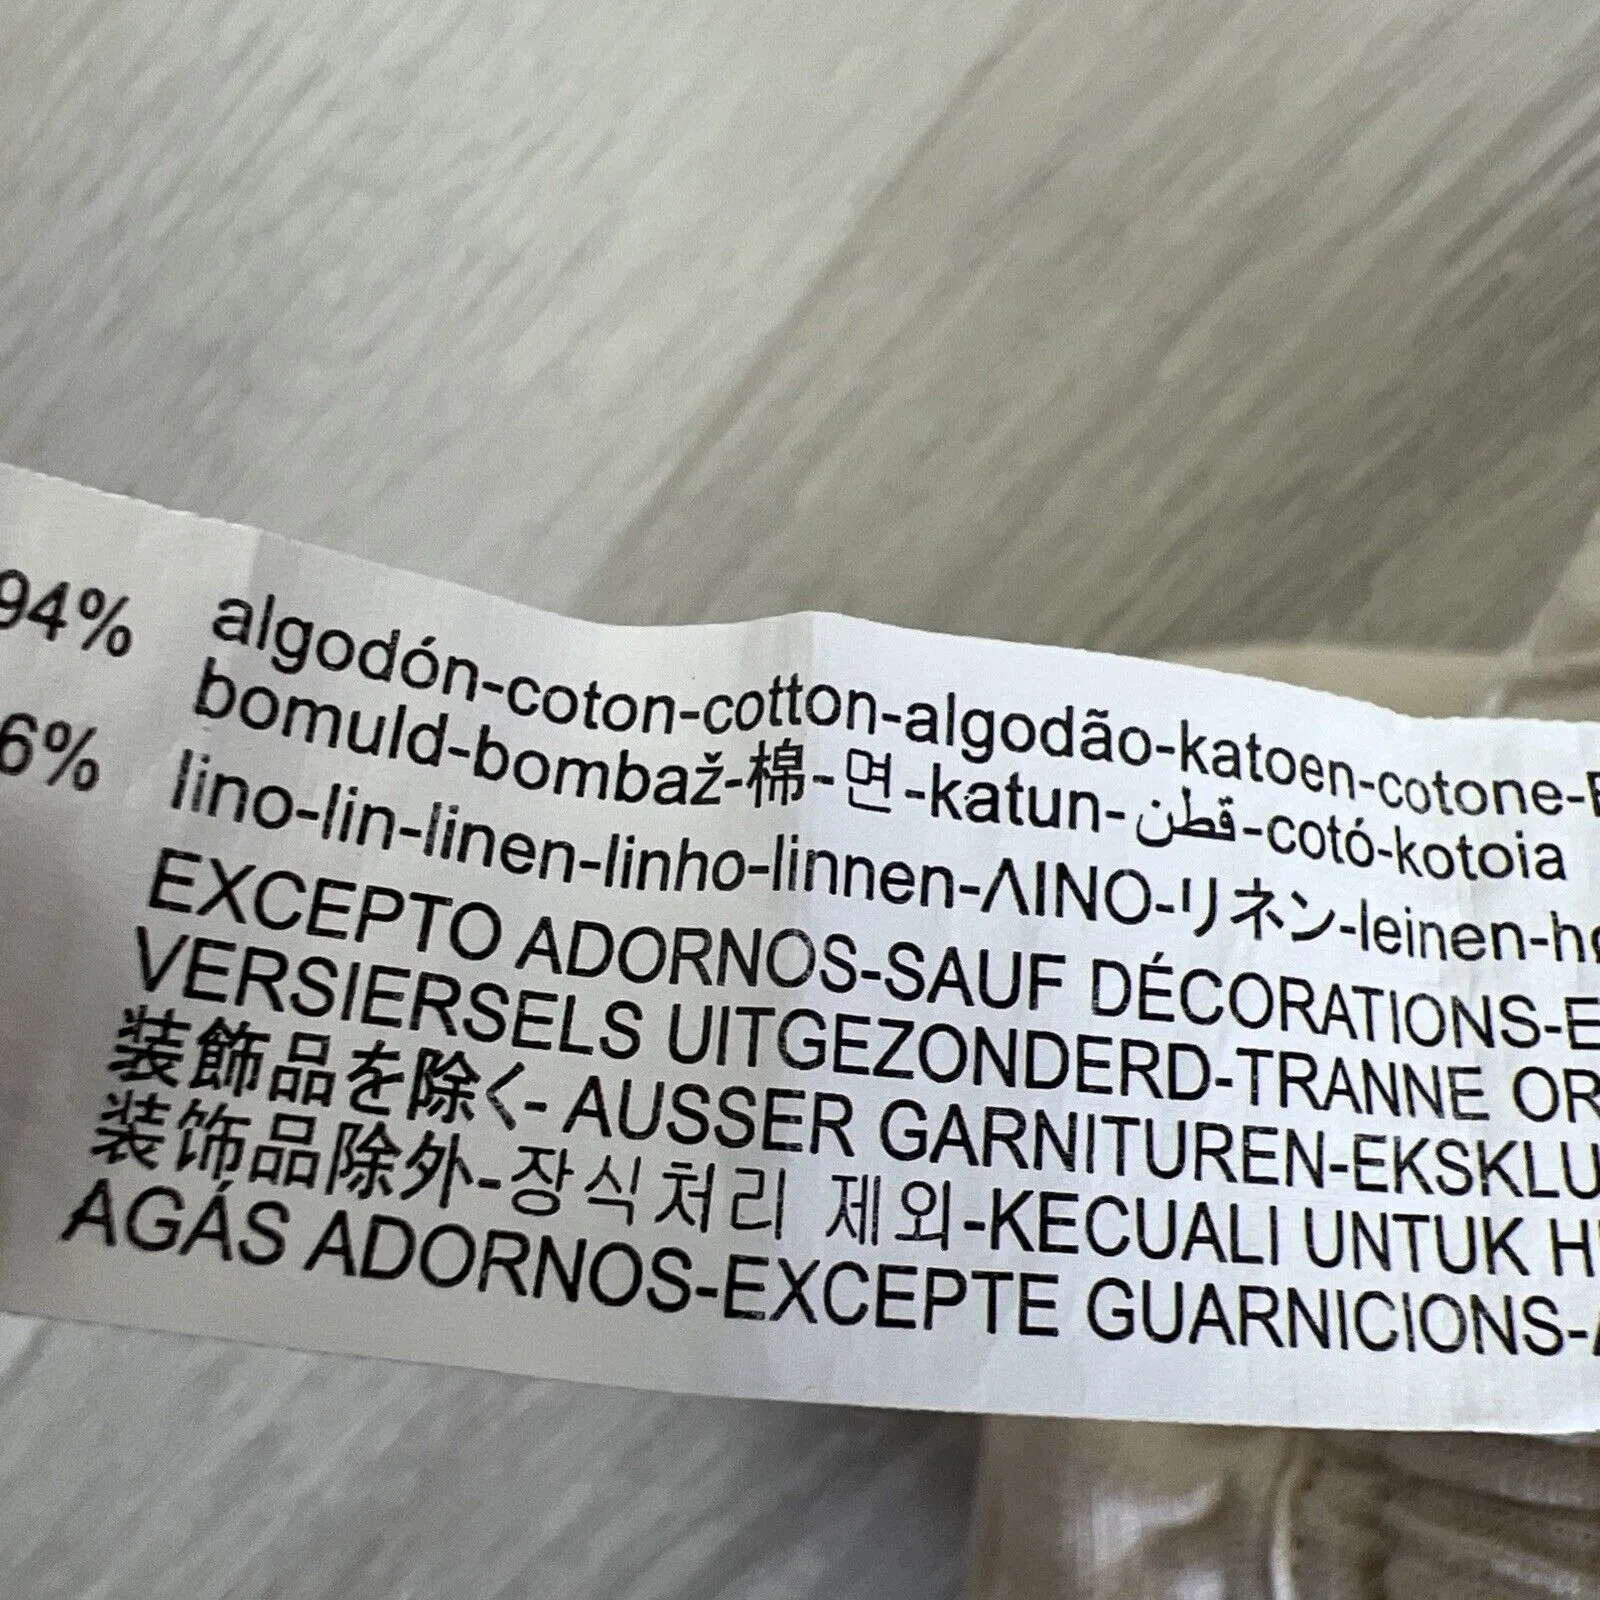 94% algodón-coton-cotton-algodão-katoen-cotone-
bomuld-bombaž-棉-면-katun-قطن-cotó-kotoia
6% lino-lin-linen-linho-linnen-ΛΙΝΟ-リネン-leinen-
EXCEPTO ADORNOS-SAUF DÉCORATIONS-
VERSIERSELS UITGEZONDERD-TRANNE
装飾品を除く- AUSSER GARNITUREN-
装饰品除外-장식처리 제외-KECUALI UNTUK
AGÁS ADORNOS-EXCEPTE GUARNICIONS-